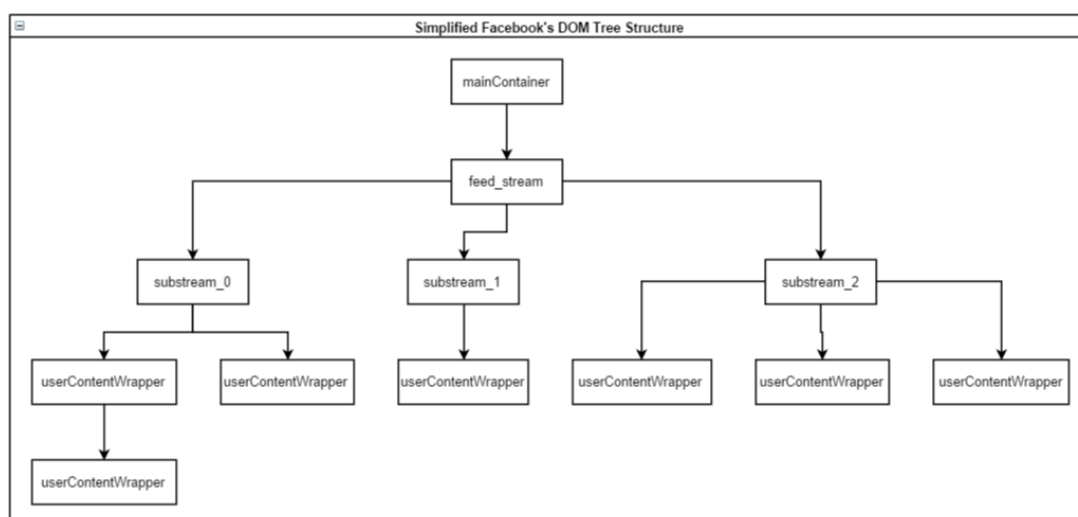 Simplified Facebook's DOM Tree Structure
mainContainer
feed_stream
substream_0
substream_1
substream_2
userContentWrapper
userContentWrapper
userContentWrapper
userContentWrapper
userContentWrapper
userContentWrapper
userContentWrapper